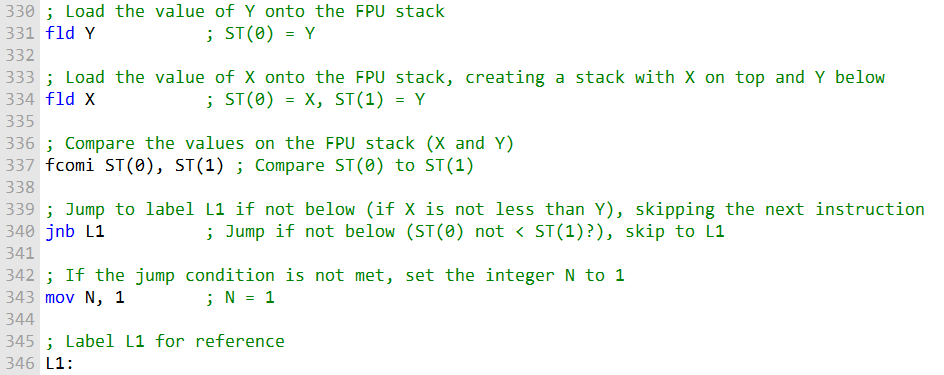 330 ; Load the value of Y onto the FPU stack
331 fld Y           ; ST(0) = Y
332
333 ; Load the value of X onto the FPU stack, creating a stack with X on top and Y below
334 fld X           ; ST(0) = X, ST(1) = Y
335
336 ; Compare the values on the FPU stack (X and Y)
337 fcomi ST(0), ST(1) ; Compare ST(0) to ST(1)
338
339 ; Jump to label L1 if not below (if X is not less than Y), skipping the next instruction
340 jnb L1          ; Jump if not below (ST(0) not < ST(1)?), skip to L1
341
342 ; If the jump condition is not met, set the integer N to 1
343 mov N, 1        ; N = 1
344
345 ; Label L1 for reference
346 L1: